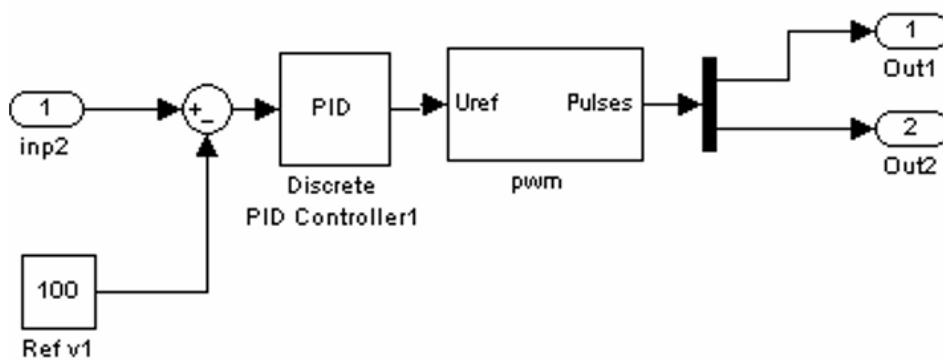 1
inp2
+
−
PID
Discrete
PID Controller1
Uref
Pulses
pwm
1
Out1
2
Out2
100
Ref v1